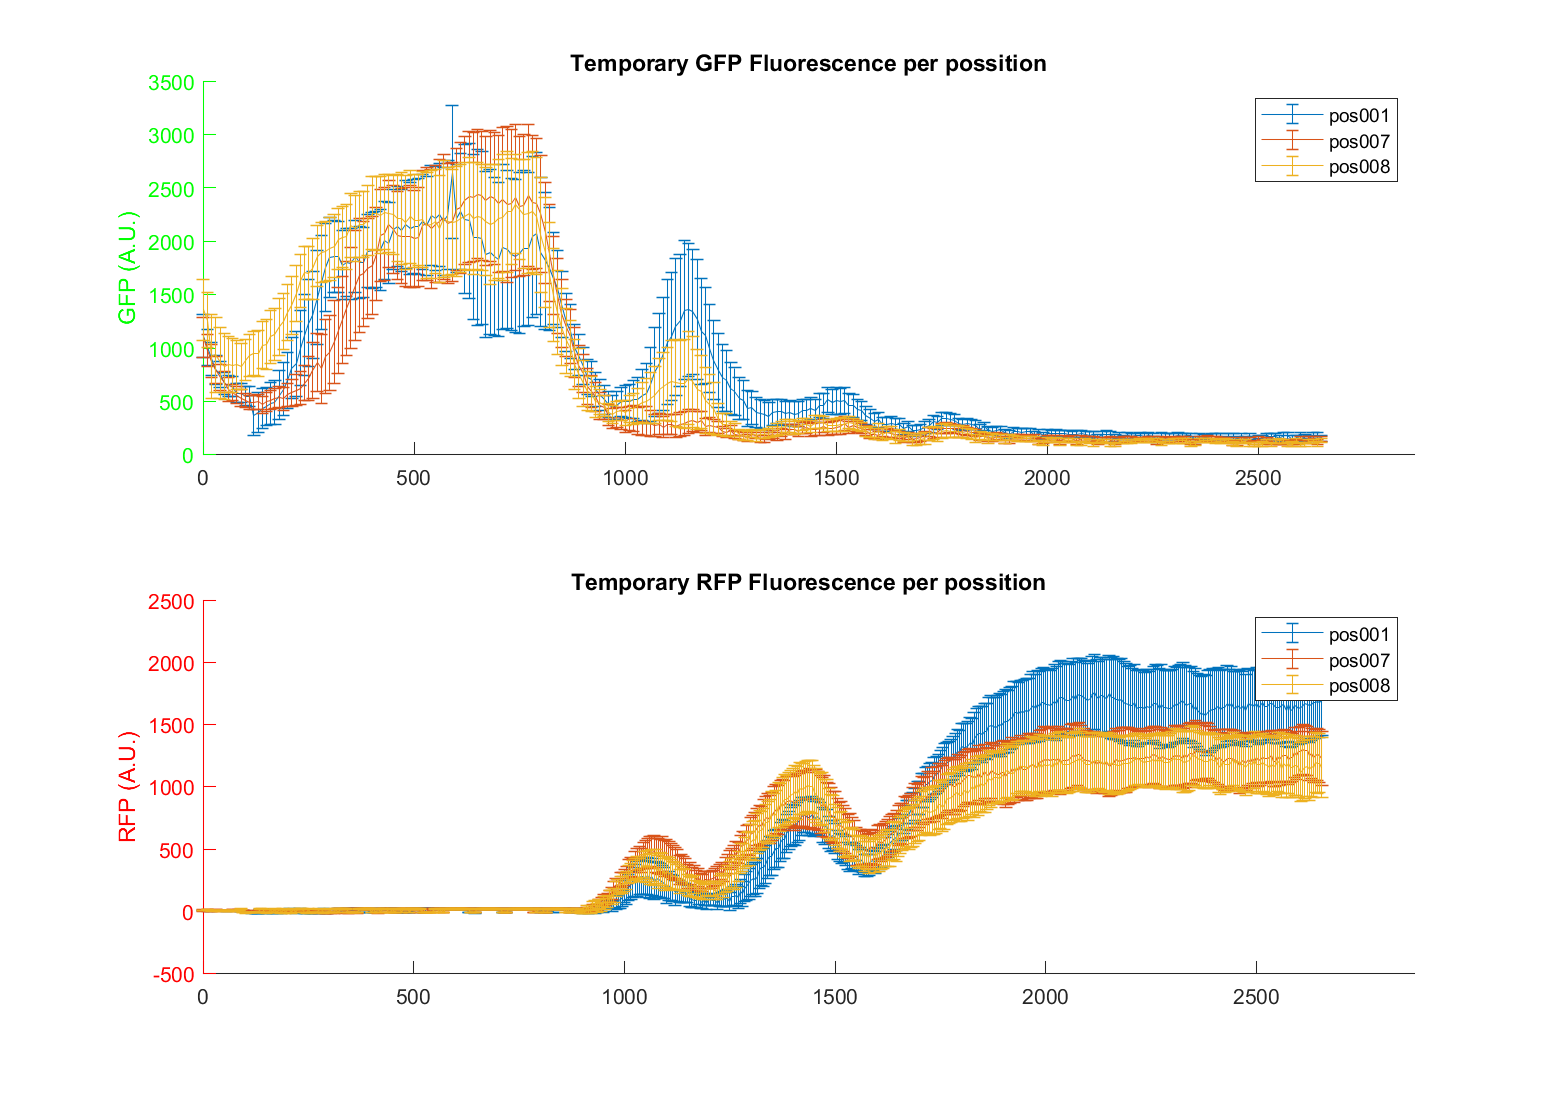 Temporary GFP Fluorescence per possition
3500
3000
2500
2000
1500
1000
500
0
GFP (A.U.)
0 500 1000 1500 2000 2500
pos001
pos007
pos008
Temporary RFP Fluorescence per possition
2500
2000
1500
1000
500
0
-500
RFP (A.U.)
0 500 1000 1500 2000 2500
pos001
pos007
pos008